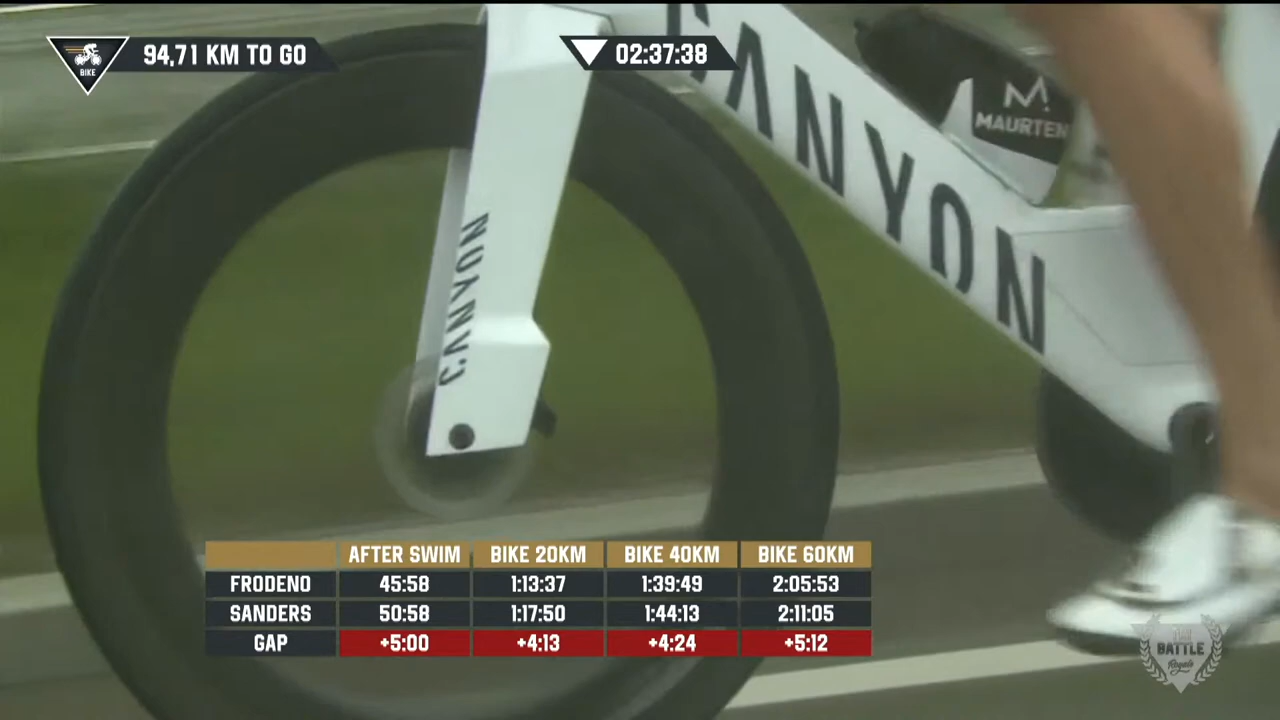 94,71 KM TO GO
BIKE
02:37:38
CANYON
MAURTEN
CANYON
AFTER SWIM BIKE 20KM BIKE 40KM BIKE 60KM
FRODENO 45:58 1:13:37 1:39:49 2:05:53
SANDERS 50:58 1:17:50 1:44:13 2:11:05
GAP +5:00 +4:13 +4:24 +5:12
BATTLE
Royale